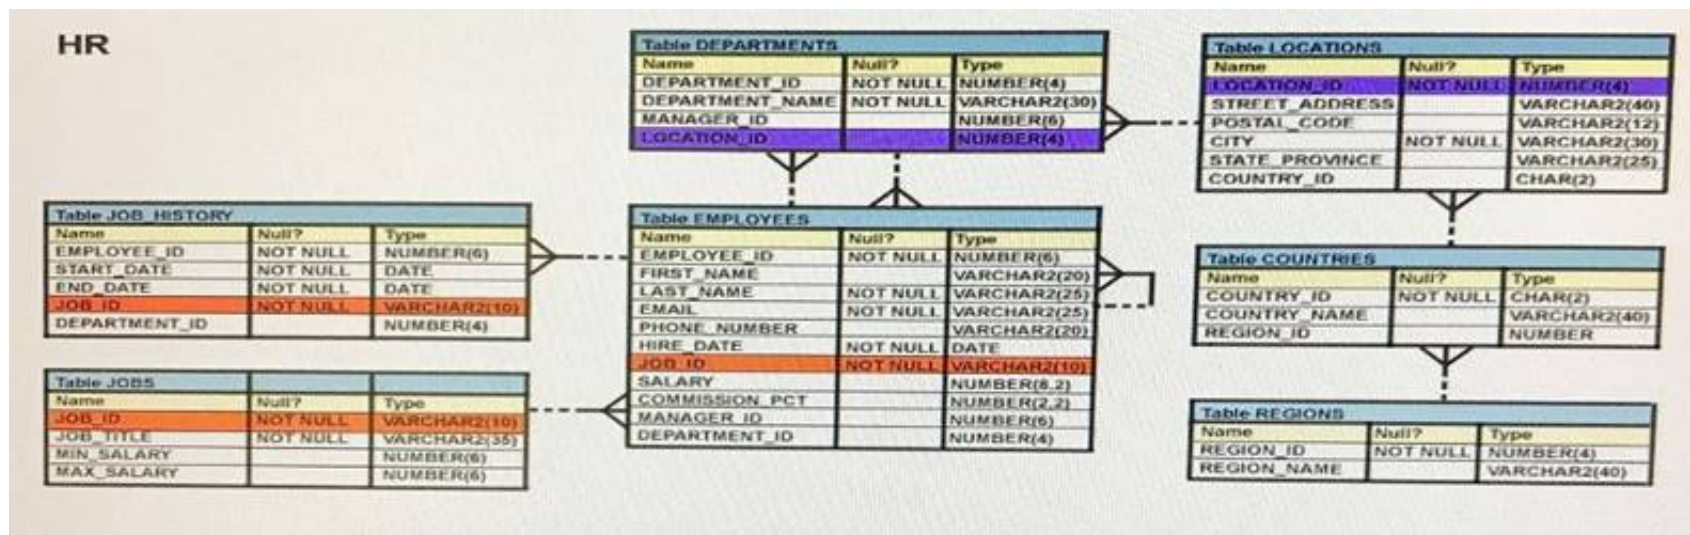 HR
Table DEPARTMENTS
Name Null? Type
DEPARTMENT_ID NOT NULL NUMBER(4)
DEPARTMENT_NAME NOT NULL VARCHAR2(30)
MANAGER_ID NUMBER(6)
LOCATION_ID NUMBER(4)
Table LOCATIONS
Name Null? Type
LOCATION_ID NOT NULL NUMBER(4)
STREET_ADDRESS VARCHAR2(40)
POSTAL_CODE VARCHAR2(12)
CITY NOT NULL VARCHAR2(30)
STATE_PROVINCE VARCHAR2(25)
COUNTRY_ID CHAR(2)
Table JOB_HISTORY
Name Null? Type
EMPLOYEE_ID NOT NULL NUMBER(6)
START_DATE NOT NULL DATE
END_DATE NOT NULL DATE
JOB_ID NOT NULL VARCHAR2(10)
DEPARTMENT_ID NUMBER(4)
Table EMPLOYEES
Name Null? Type
EMPLOYEE_ID NOT NULL NUMBER(6)
FIRST_NAME VARCHAR2(20)
LAST_NAME NOT NULL VARCHAR2(25)
EMAIL NOT NULL VARCHAR2(25)
PHONE_NUMBER VARCHAR2(20)
HIRE_DATE NOT NULL DATE
JOB_ID NOT NULL VARCHAR2(10)
SALARY NUMBER(8,2)
COMMISSION_PCT NUMBER(2,2)
MANAGER_ID NUMBER(6)
DEPARTMENT_ID NUMBER(4)
Table COUNTRIES
Name Null? Type
COUNTRY_ID NOT NULL CHAR(2)
COUNTRY_NAME VARCHAR2(40)
REGION_ID NUMBER
Table JOBS
Name Null? Type
JOB_ID NOT NULL VARCHAR2(10)
JOB_TITLE NOT NULL VARCHAR2(35)
MIN_SALARY NUMBER(6)
MAX_SALARY NUMBER(6)
Table REGIONS
Name Null? Type
REGION_ID NOT NULL NUMBER(4)
REGION_NAME VARCHAR2(40)